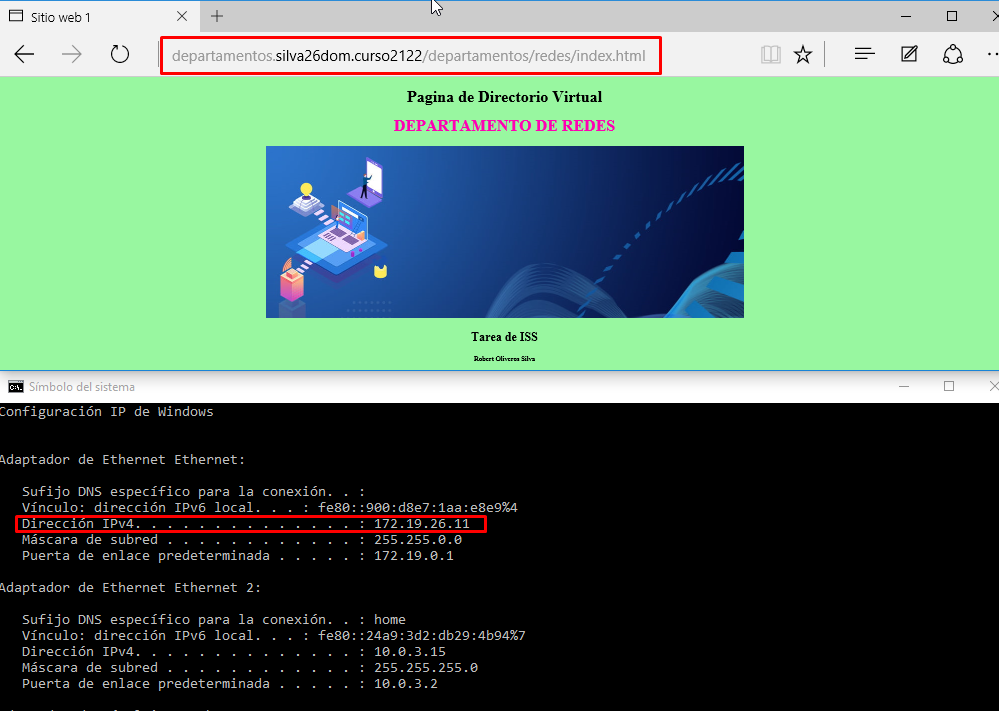 Sitio web 1
departamentos.silva26dom.curso2122/departamentos/redes/index.html
Pagina de Directorio Virtual
DEPARTAMENTO DE REDES
Tarea de ISS
Robert Oliveros Silva
Símbolo del sistema
Configuración IP de Windows
Adaptador de Ethernet Ethernet:
Sufijo DNS específico para la conexión. . :
Vínculo: dirección IPv6 local. . . : fe80::900:d8e7:1aa:e8e9%4
Dirección IPv4. . . . . . . . . . . . . . : 172.19.26.11
Máscara de subred . . . . . . . . . . . . : 255.255.0.0
Puerta de enlace predeterminada . . . . . : 172.19.0.1
Adaptador de Ethernet Ethernet 2:
Sufijo DNS específico para la conexión. . : home
Vínculo: dirección IPv6 local. . . : fe80::24a9:3d2:db29:4b94%7
Dirección IPv4. . . . . . . . . . . . . . : 10.0.3.15
Máscara de subred . . . . . . . . . . . . : 255.255.255.0
Puerta de enlace predeterminada . . . . . : 10.0.3.2